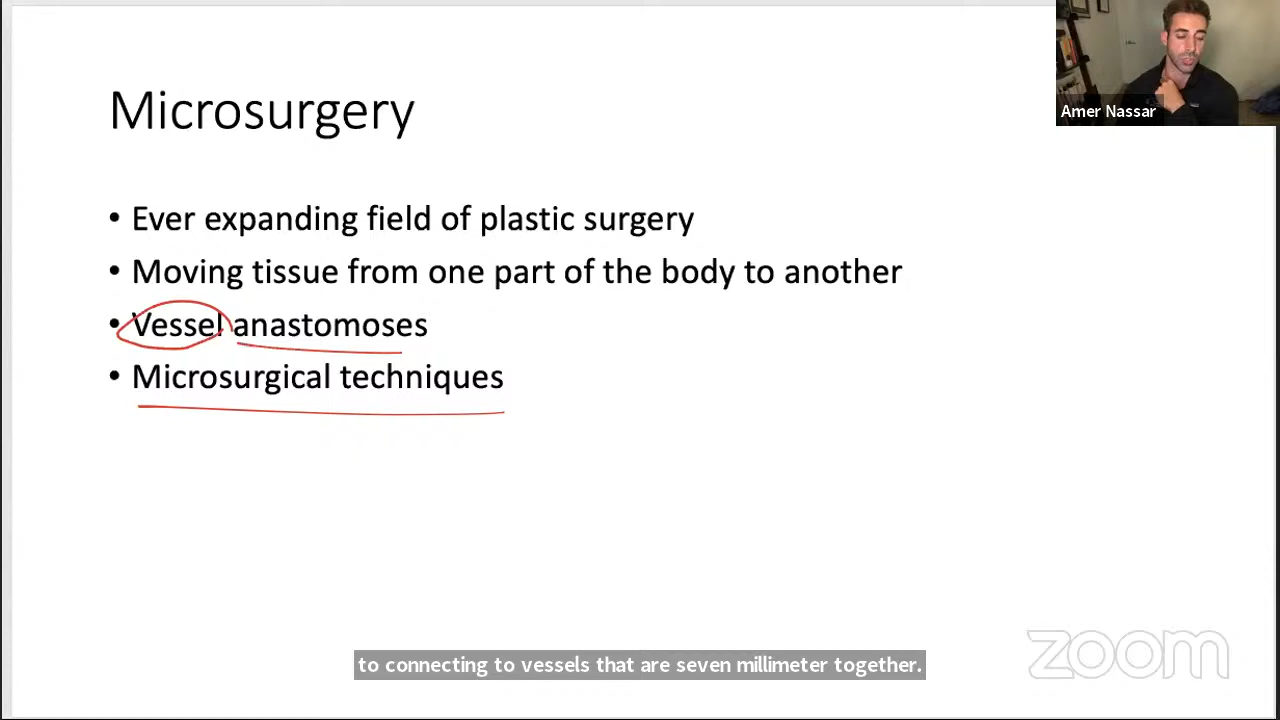 Microsurgery
Amer Nassar
• Ever expanding field of plastic surgery
• Moving tissue from one part of the body to another
• Vessel anastomoses
• Microsurgical techniques
to connecting to vessels that are seven millimeter together.
zoom